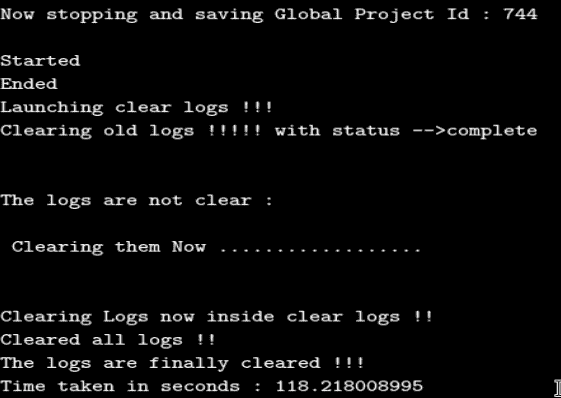 Now stopping and saving Global Project Id : 744
Started
Ended
Launching clear logs !!!
Clearing old logs !!!!! with status -->complete
The logs are not clear :
Clearing them Now ..................
Clearing Logs now inside clear logs !!
Cleared all logs !!
The logs are finally cleared !!!
Time taken in seconds : 118.218008995